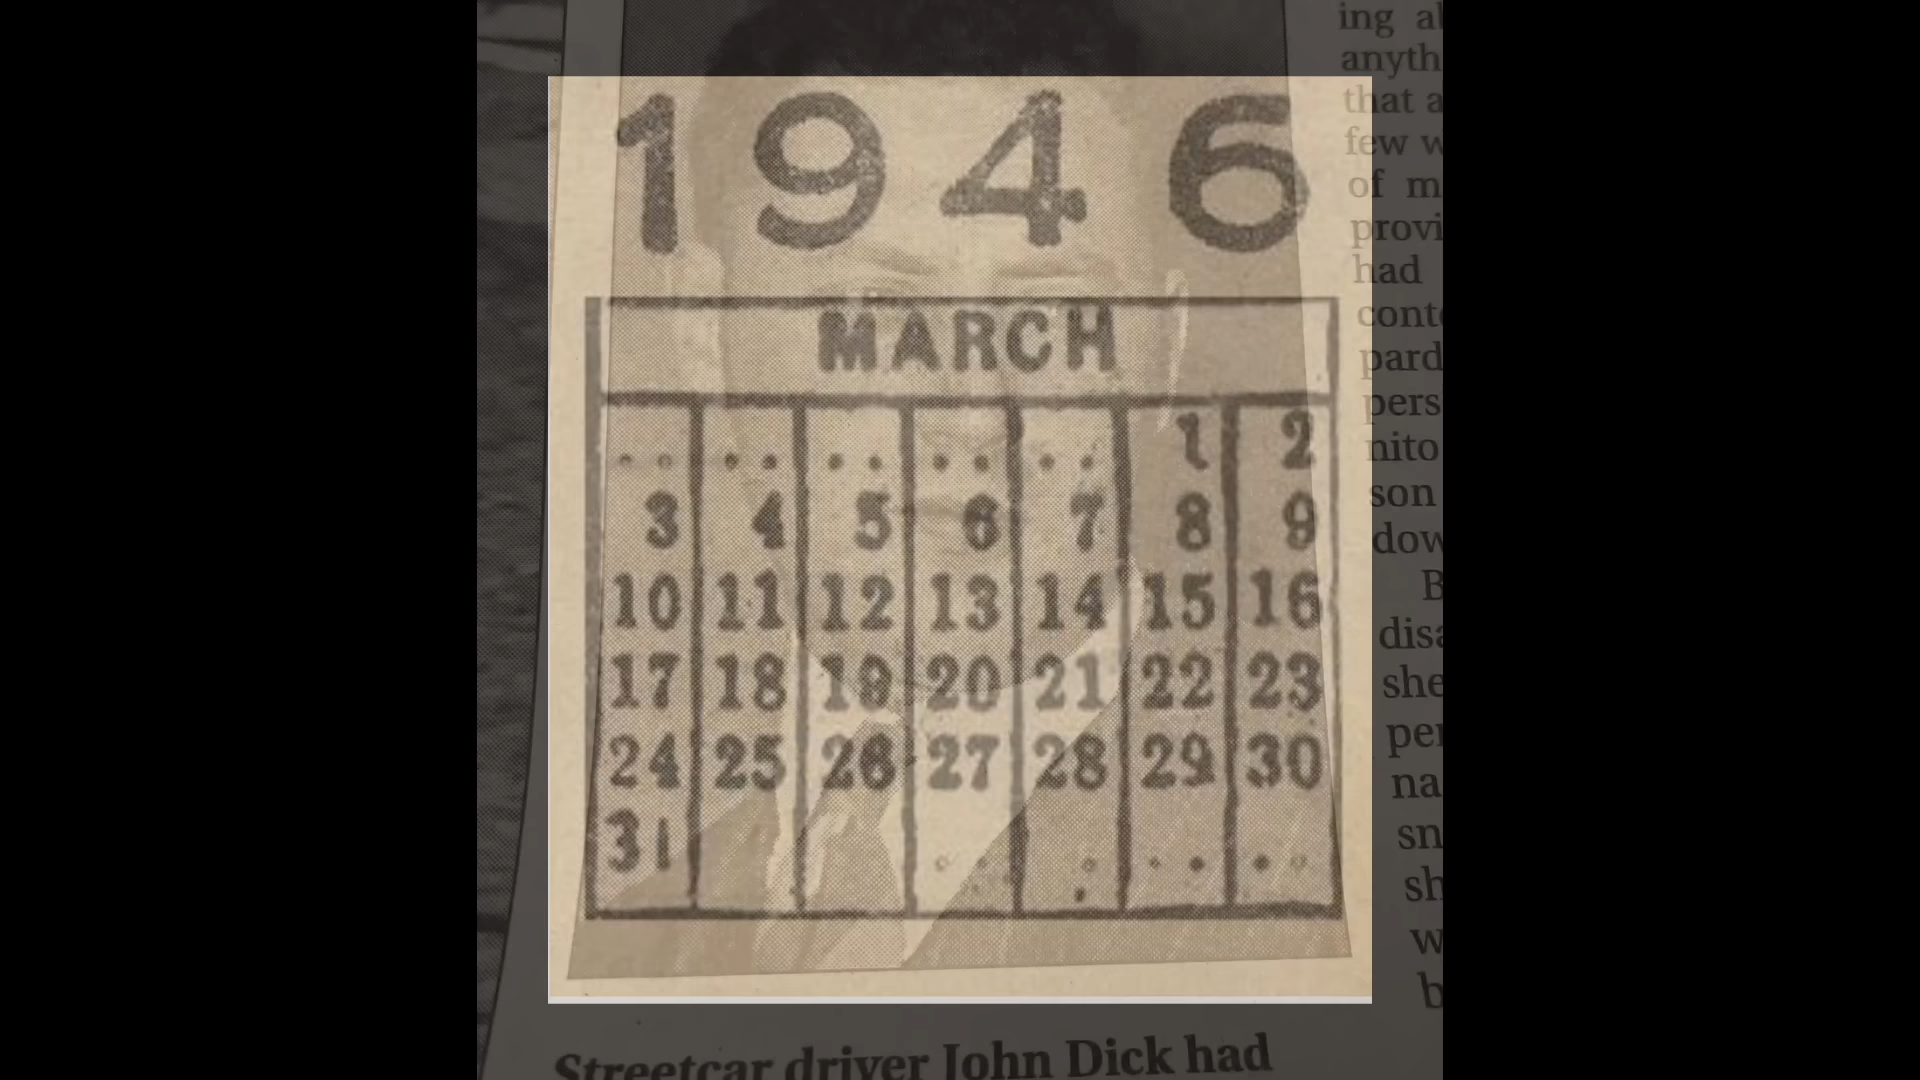 1946
MARCH
.. .. .. .. .. 1 2
3 4 5 6 7 8 9
10 11 12 13 14 15 16
17 18 19 20 21 22 23
24 25 26 27 28 29 30
31
ing
anyth
that a
few w
of m
provi
had
cont
pard
pers
nito
son
dow
B
disa
she
per
na
sn
sh
w
b
Streetcar driver John Dick had